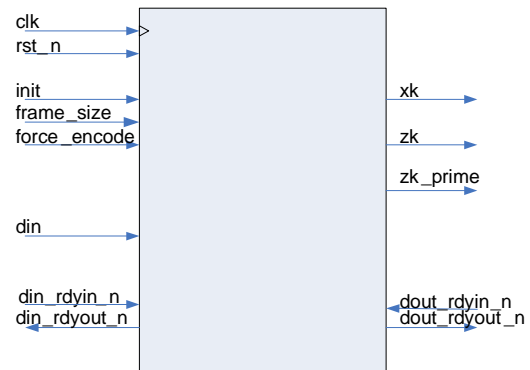 clk
rst_n
init
frame_size
force_encode
din
din_rdyin_n
din_rdyout_n
xk
zk
zk_prime
dout_rdyin_n
dout_rdyout_n